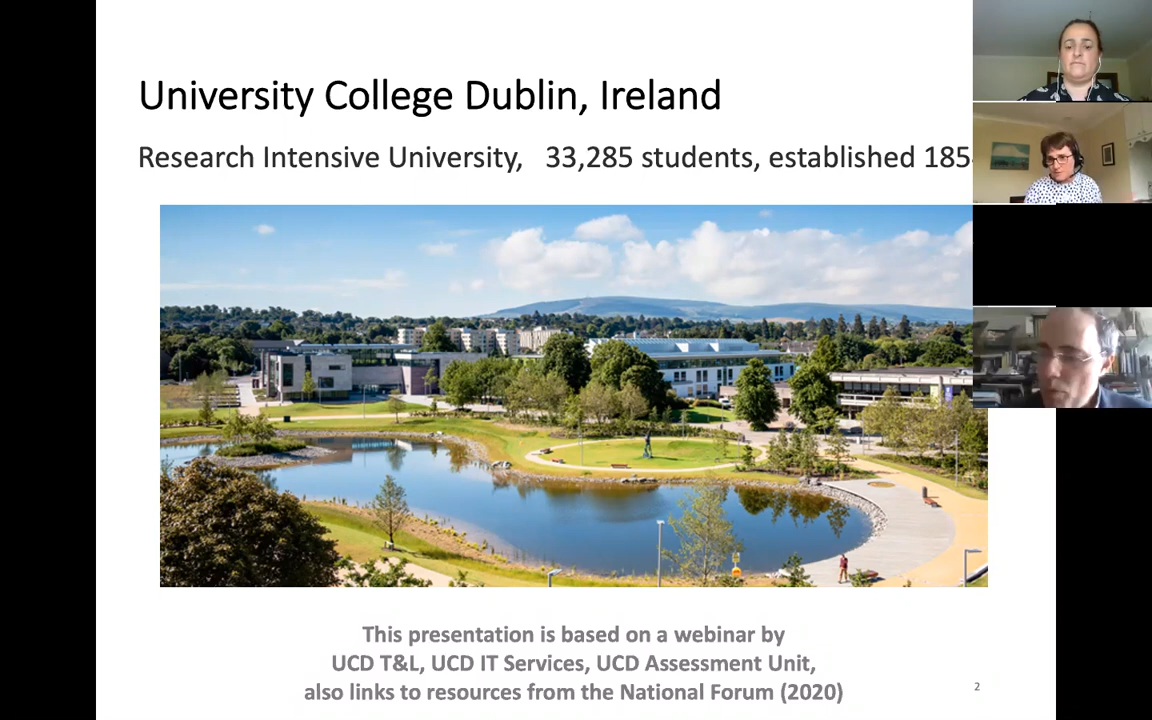 University College Dublin, Ireland
Research Intensive University, 33,285 students, established 185
This presentation is based on a webinar by
UCD T&L, UCD IT Services, UCD Assessment Unit,
also links to resources from the National Forum (2020)
2